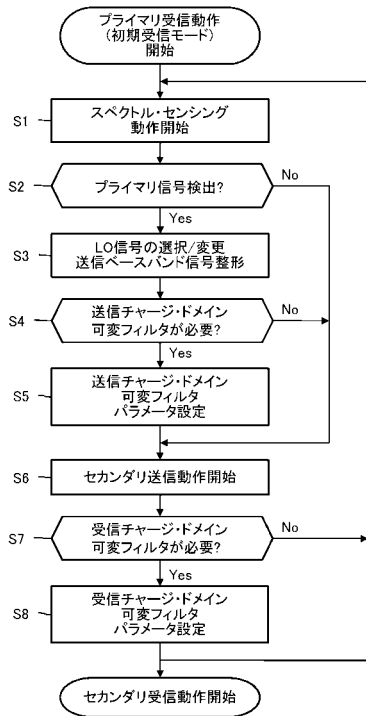 プライマリ受信動作
(初期受信モード)
開始
S1
スペクトル・センシング
動作開始
S2
プライマリ信号検出?
No
Yes
S3
LO信号の選択/変更
送信ベースバンド信号整形
S4
送信チャージ・ドメイン
可変フィルタが必要?
No
Yes
S5
送信チャージ・ドメイン
可変フィルタ
パラメータ設定
S6
セカンダリ送信動作開始
S7
受信チャージ・ドメイン
可変フィルタが必要?
No
Yes
S8
受信チャージ・ドメイン
可変フィルタ
パラメータ設定
セカンダリ受信動作開始